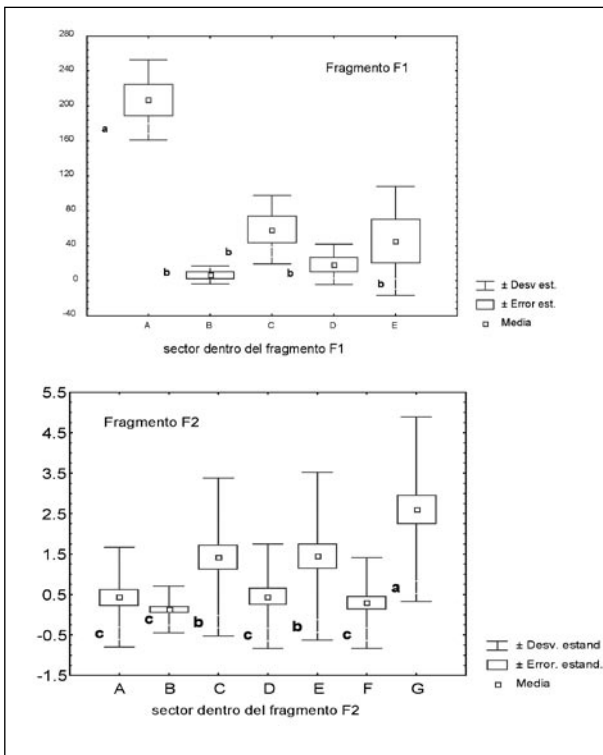 280
Fragmento F1
240
200
160
a
120
80
b
40
b
b
b
0
-40
A B C D E
sector dentro del fragmento F1
± Desv est.
± Error est.
Media
5.5
Fragmento F2
4.5
3.5
2.5
1.5
a
0.5
c
b
b
c
c
c
-0.5
-1.5
A B C D E F G
sector dentro del fragmento F2
± Desv. estand
± Error. estand.
Media